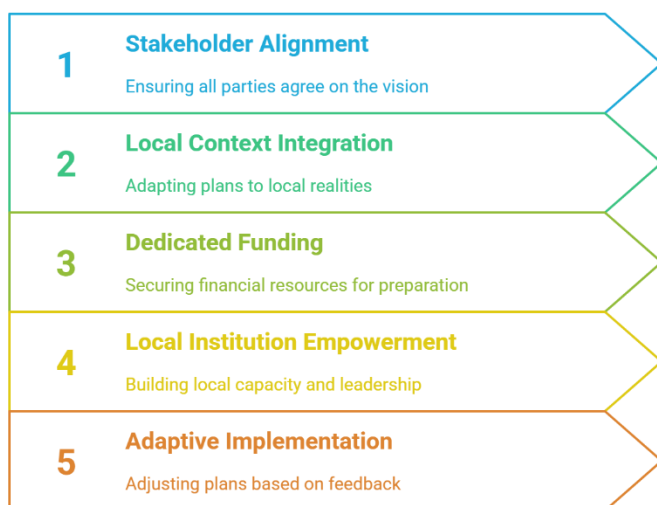 1
Stakeholder Alignment
Ensuring all parties agree on the vision
2
Local Context Integration
Adapting plans to local realities
3
Dedicated Funding
Securing financial resources for preparation
4
Local Institution Empowerment
Building local capacity and leadership
5
Adaptive Implementation
Adjusting plans based on feedback